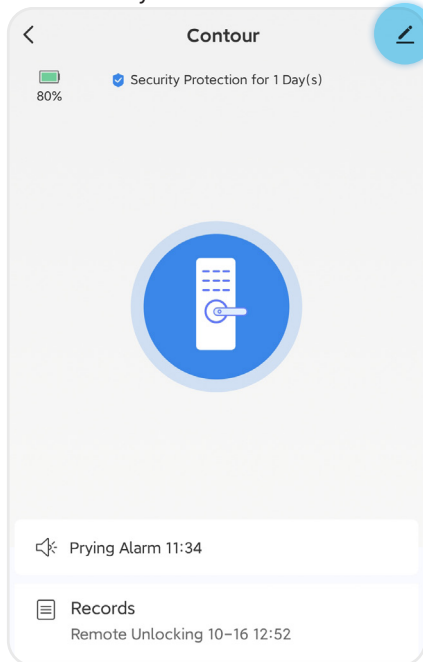 Contour
80%
Security Protection for 1 Day(s)
Prying Alarm 11:34
Records
Remote Unlocking 10-16 12:52